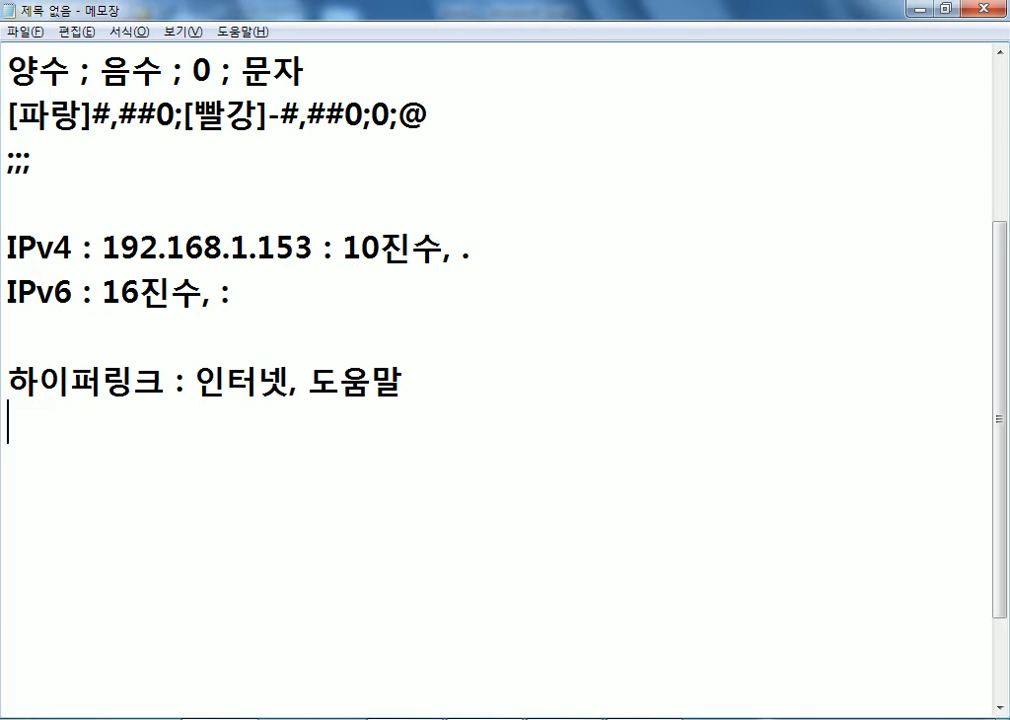 제목 없음 - 메모장
파일(F) 편집(E) 서식(O) 보기(V) 도움말(H)
양수 ; 음수 ; 0 ; 문자
[파랑]#,##0;[빨강]-#,##0;0;@
;;;
IPv4 : 192.168.1.153 : 10진수, .
IPv6 : 16진수, :
하이퍼링크 : 인터넷, 도움말